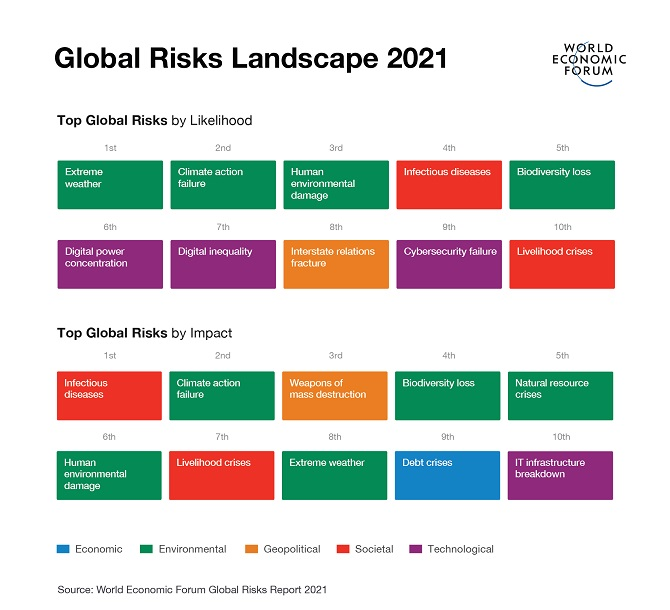 Global Risks Landscape 2021
WORLD
ECONOMIC
FORUM
Top Global Risks by Likelihood
1st 2nd 3rd 4th 5th
Extreme
weather
Climate action
failure
Human
environmental
damage
Infectious diseases
Biodiversity loss
6th 7th 8th 9th 10th
Digital power
concentration
Digital inequality
Interstate relations
fracture
Cybersecurity failure
Livelihood crises
Top Global Risks by Impact
1st 2nd 3rd 4th 5th
Infectious
diseases
Climate action
failure
Weapons of
mass destruction
Biodiversity loss
Natural resource
crises
6th 7th 8th 9th 10th
Human
environmental
damage
Livelihood crises
Extreme weather
Debt crises
IT infrastructure
breakdown
Economic Environmental Geopolitical Societal Technological
Source: World Economic Forum Global Risks Report 2021